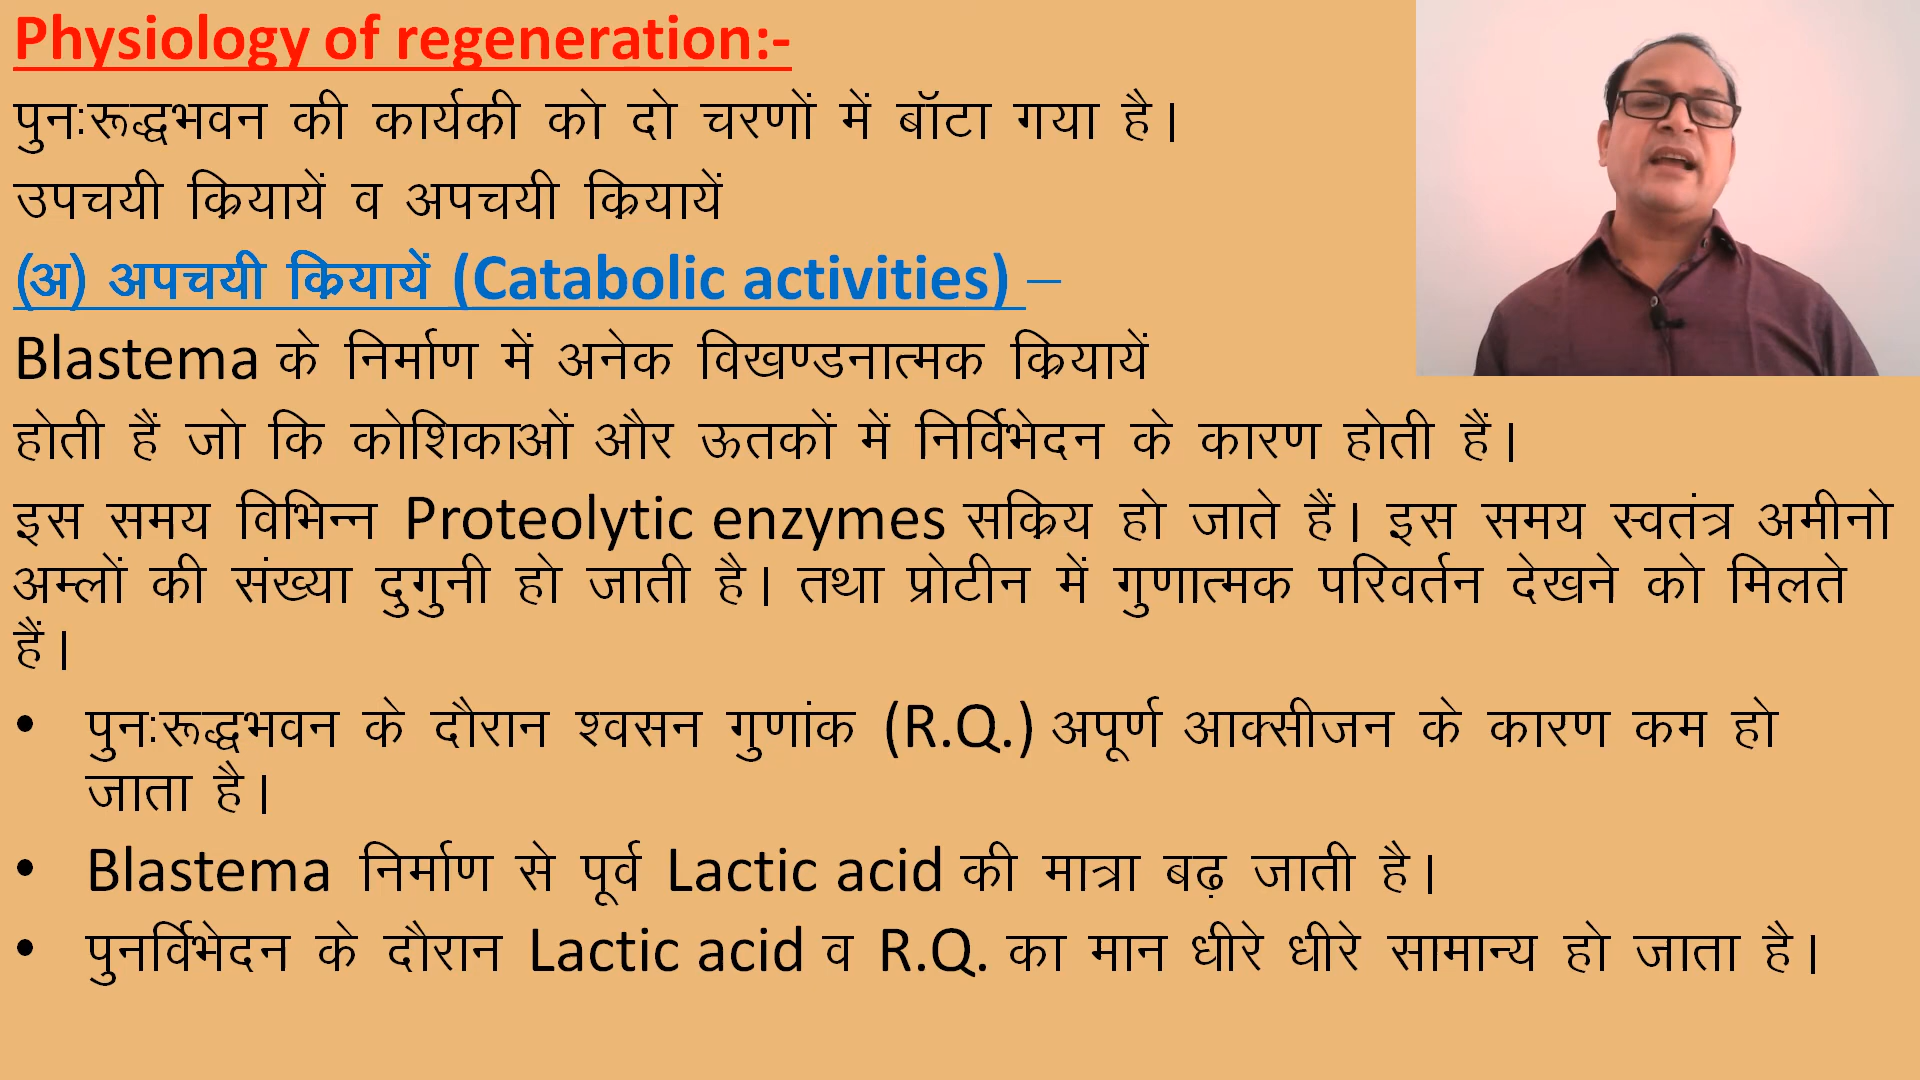 Physiology of regeneration:-
पुनःरूद्धभवन की कार्यकी को दो चरणों में बॉटा गया है।
उपचयी क्रियायें व अपचयी क्रियायें
(अ) अपचयी क्रियायें (Catabolic activities) –
Blastema के निर्माण में अनेक विखण्डनात्मक क्रियायें
होती हैं जो कि कोशिकाओं और ऊतकों में निर्विभेदन के कारण होती हैं।
इस समय विभिन्न Proteolytic enzymes सक्रिय हो जाते हैं। इस समय स्वतंत्र अमीनो
अम्लों की संख्या दुगुनी हो जाती है। तथा प्रोटीन में गुणात्मक परिवर्तन देखने को मिलते
हैं।
• पुनःरूद्धभवन के दौरान श्वसन गुणांक (R.Q.) अपूर्ण आक्सीजन के कारण कम हो
जाता है।
• Blastema निर्माण से पूर्व Lactic acid की मात्रा बढ़ जाती है।
• पुनर्विभेदन के दौरान Lactic acid व R.Q. का मान धीरे धीरे सामान्य हो जाता है।